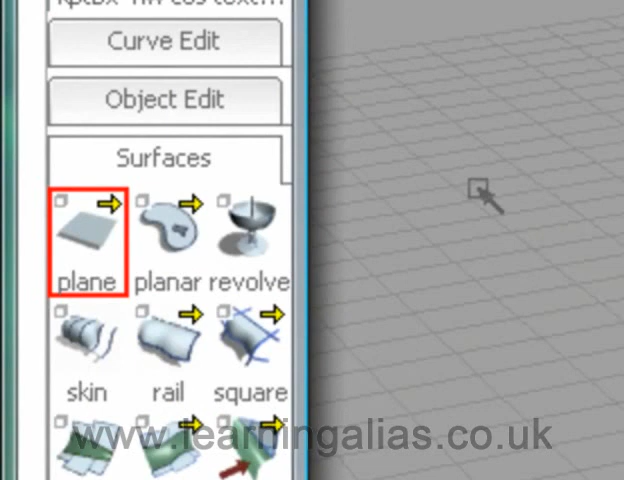 Curve Edit
Object Edit
Surfaces
plane planar revolve
skin rail square
www.learningalias.co.uk